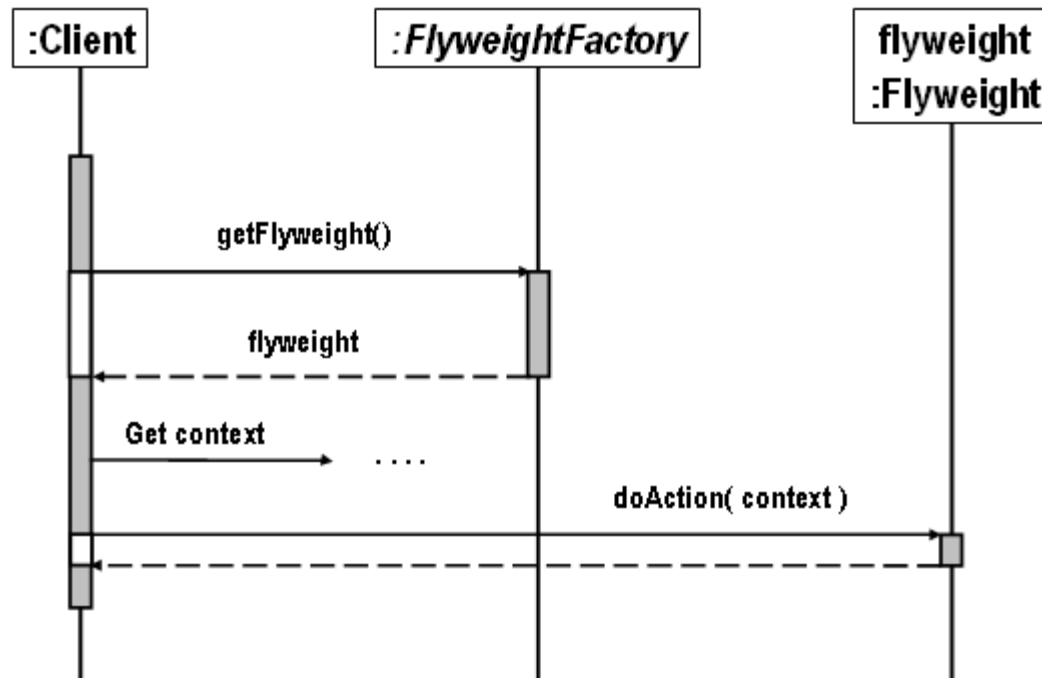 :Client
:FlyweightFactory
flyweight
:Flyweight
getFlyweight()
flyweight
Get context
. . . .
doAction( context )